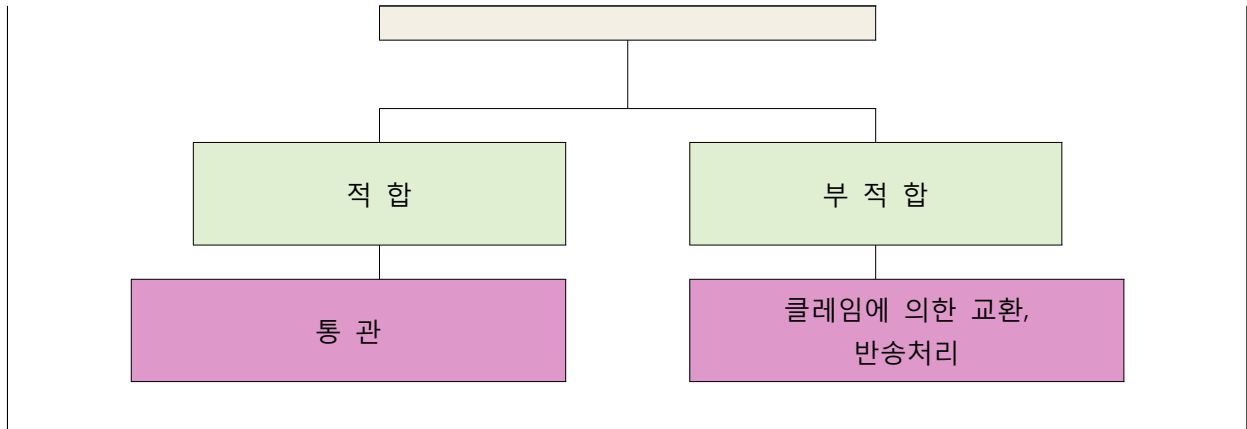 적 합
부 적 합
통 관
클레임에 의한 교환,
반송처리